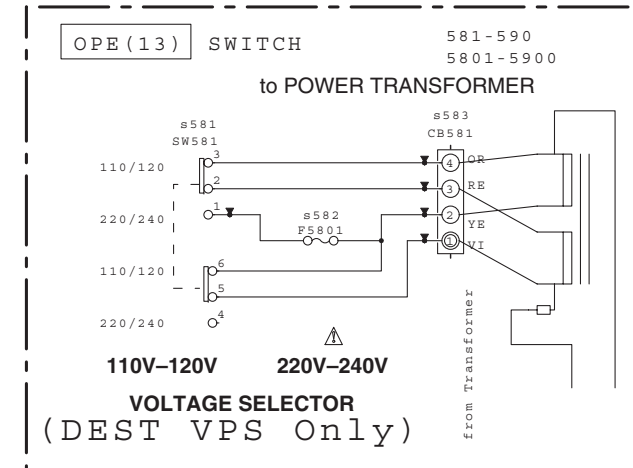 OPE(13) SWITCH
581-590
5801-5900
to POWER TRANSFORMER
s581
SW581
s583
CB581
3
110/120
4 OR
2
3 RE
1
220/240
s582
F5801
2 YE
6
110/120
1 VI
5
220/240
4
110V–120V
220V–240V
VOLTAGE SELECTOR
(DEST VPS Only)
from Transformer